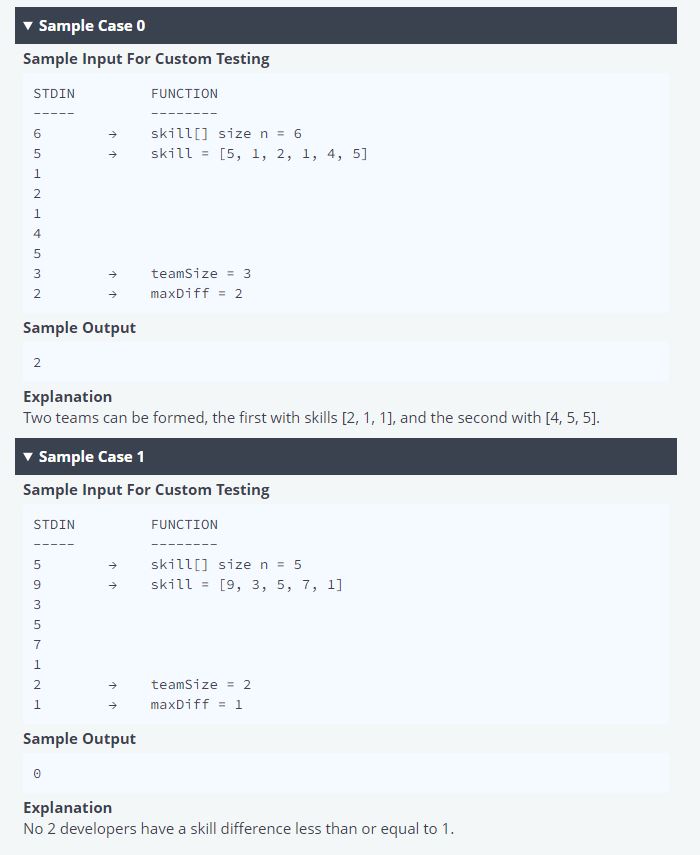 ▼ Sample Case 0
Sample Input For Custom Testing
STDIN FUNCTION
----- --------
6 → skill[] size n = 6
5 → skill = [5, 1, 2, 1, 4, 5]
1
2
1
4
5
3 → teamSize = 3
2 → maxDiff = 2
Sample Output
2
Explanation
Two teams can be formed, the first with skills [2, 1, 1], and the second with [4, 5, 5].
▼ Sample Case 1
Sample Input For Custom Testing
STDIN FUNCTION
----- --------
5 → skill[] size n = 5
9 → skill = [9, 3, 5, 7, 1]
3
5
7
1
2 → teamSize = 2
1 → maxDiff = 1
Sample Output
0
Explanation
No 2 developers have a skill difference less than or equal to 1.